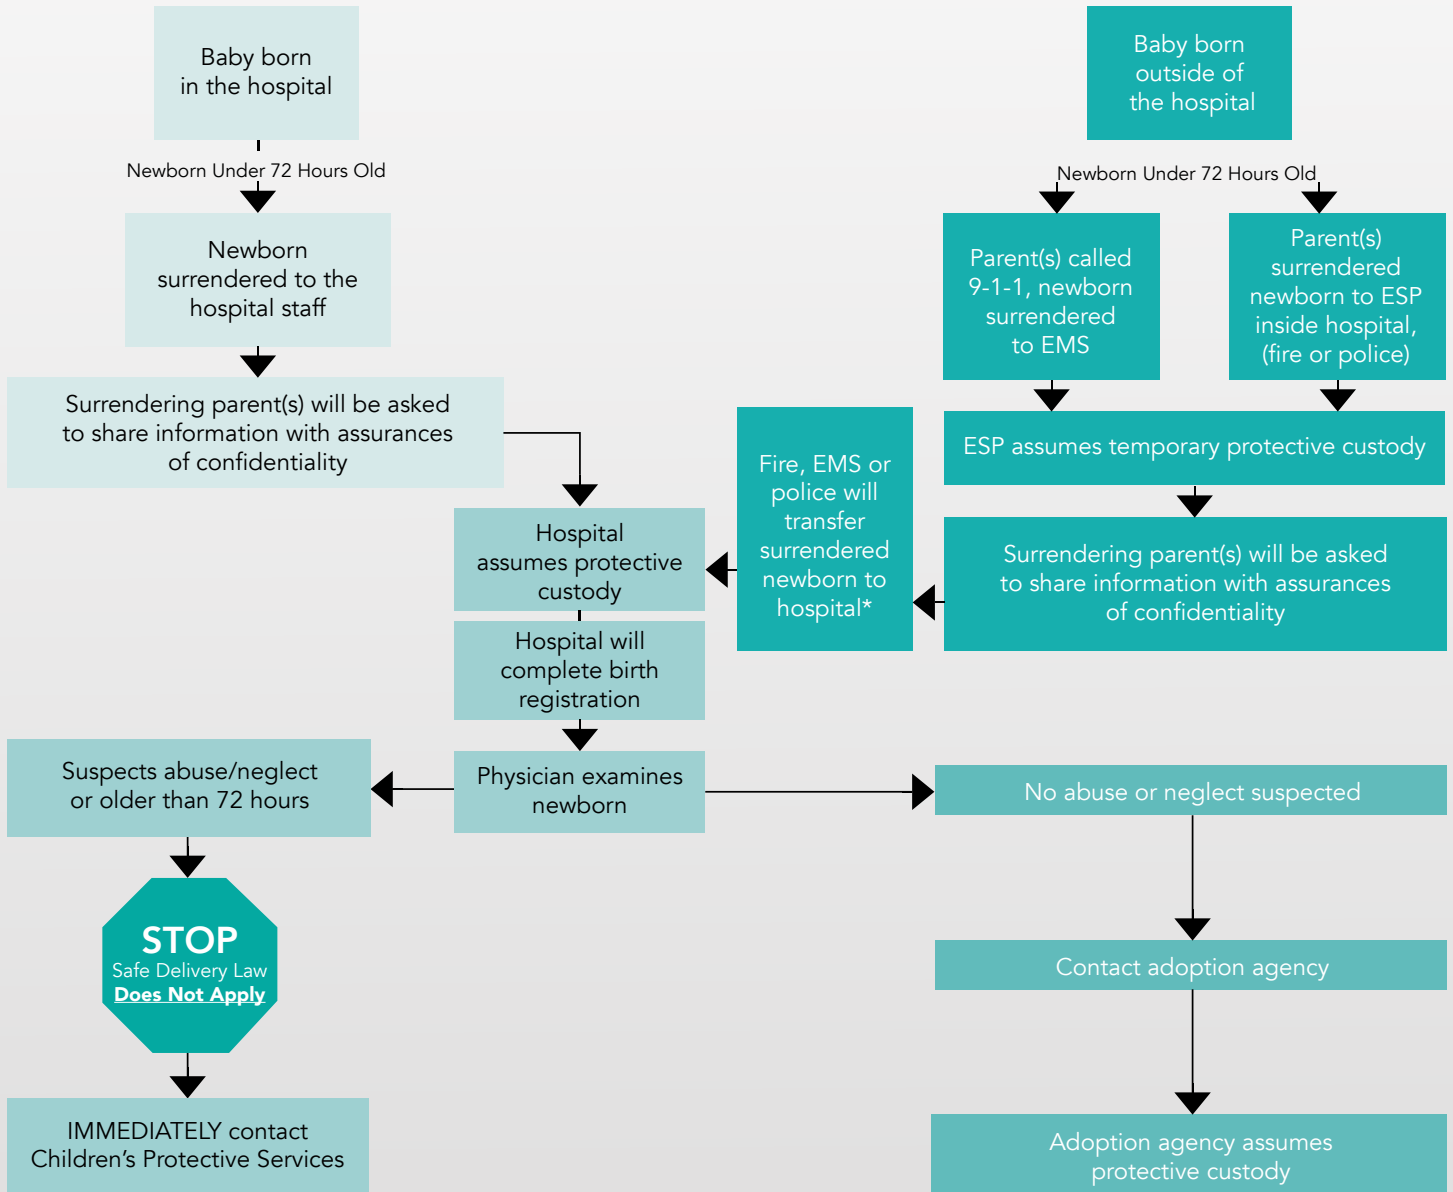 Baby born
in the hospital
Newborn Under 72 Hours Old
Newborn
surrendered to the
hospital staff
Surrendering parent(s) will be asked
to share information with assurances
of confidentiality
Baby born
outside of
the hospital
Newborn Under 72 Hours Old
Parent(s) called
9-1-1, newborn
surrendered
to EMS
Parent(s)
surrendered
newborn to ESP
inside hospital,
(fire or police)
ESP assumes temporary protective custody
Surrendering parent(s) will be asked
to share information with assurances
of confidentiality
Fire, EMS or
police will
transfer
surrendered
newborn to
hospital*
Hospital
assumes protective
custody
Hospital will
complete birth
registration
Physician examines
newborn
Suspects abuse/neglect
or older than 72 hours
STOP
Safe Delivery Law
Does Not Apply
IMMEDIATELY contact
Children’s Protective Services
No abuse or neglect suspected
Contact adoption agency
Adoption agency assumes
protective custody